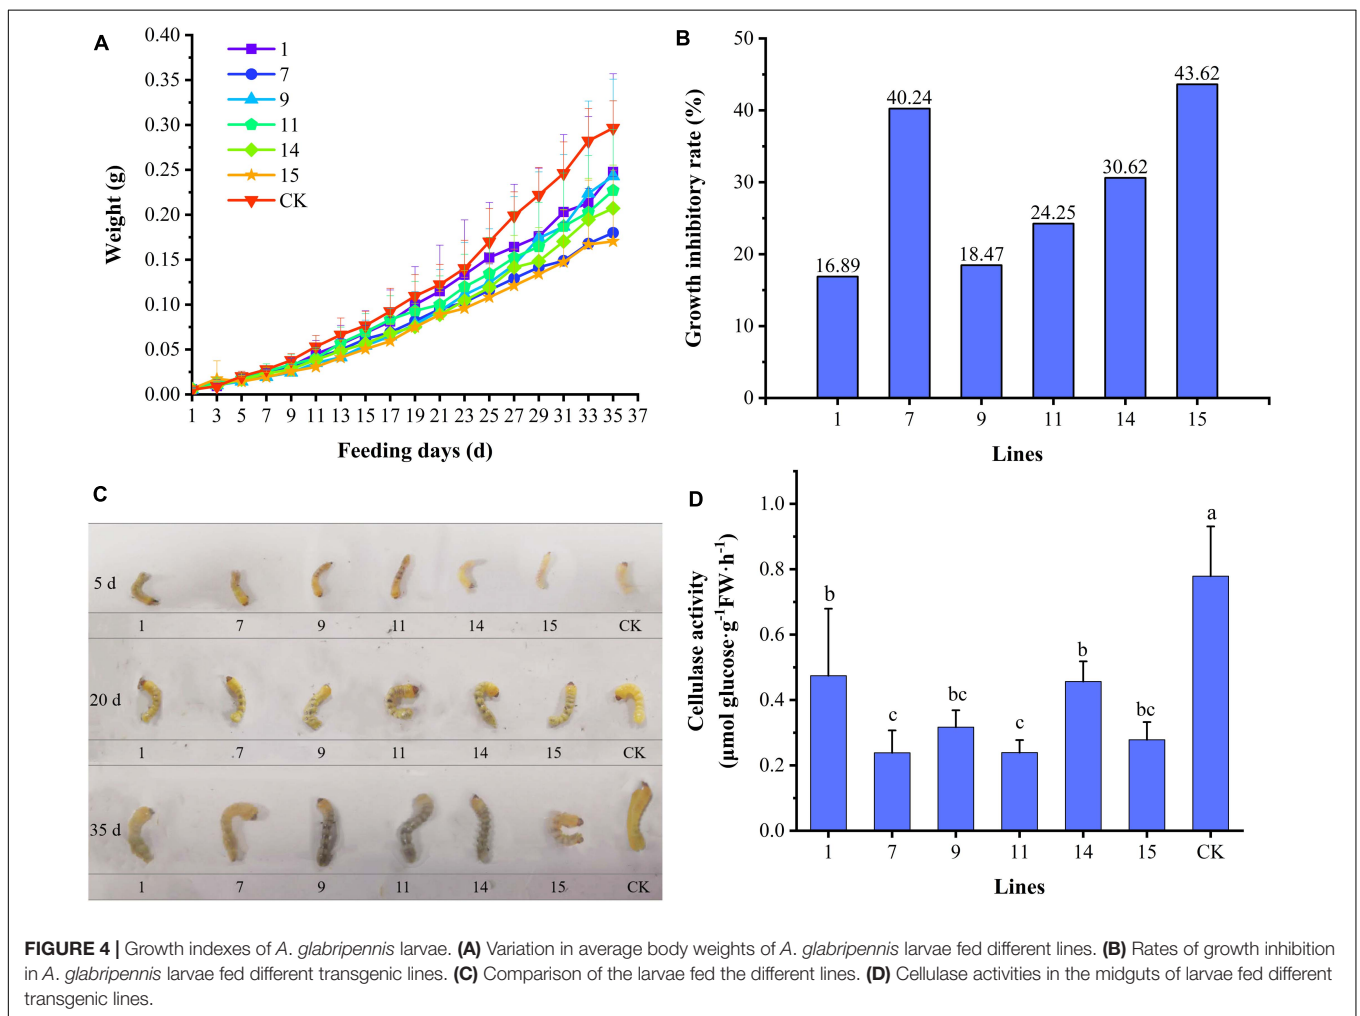 A
0.40
0.35
0.30
0.25
0.20
0.15
0.10
0.05
0.00
Weight (g)
1
7
9
11
14
15
CK
1 3 5 7 9 11 13 15 17 19 21 23 25 27 29 31 33 35 37
Feeding days (d)
B
50
40
30
20
10
0
Growth inhibitory rate (%)
16.89
40.24
18.47
24.25
30.62
43.62
1 7 9 11 14 15
Lines
C
5 d
1 7 9 11 14 15 CK
20 d
1 7 9 11 14 15 CK
35 d
1 7 9 11 14 15 CK
D
1.0
0.8
0.6
0.4
0.2
0.0
Cellulase activity
(μmol glucose·g⁻¹FW·h⁻¹)
b
c
bc
c
b
bc
a
1 7 9 11 14 15 CK
Lines
FIGURE 4 | Growth indexes of A. glabripennis larvae. (A) Variation in average body weights of A. glabripennis larvae fed different lines. (B) Rates of growth inhibition
in A. glabripennis larvae fed different transgenic lines. (C) Comparison of the larvae fed the different lines. (D) Cellulase activities in the midguts of larvae fed different
transgenic lines.